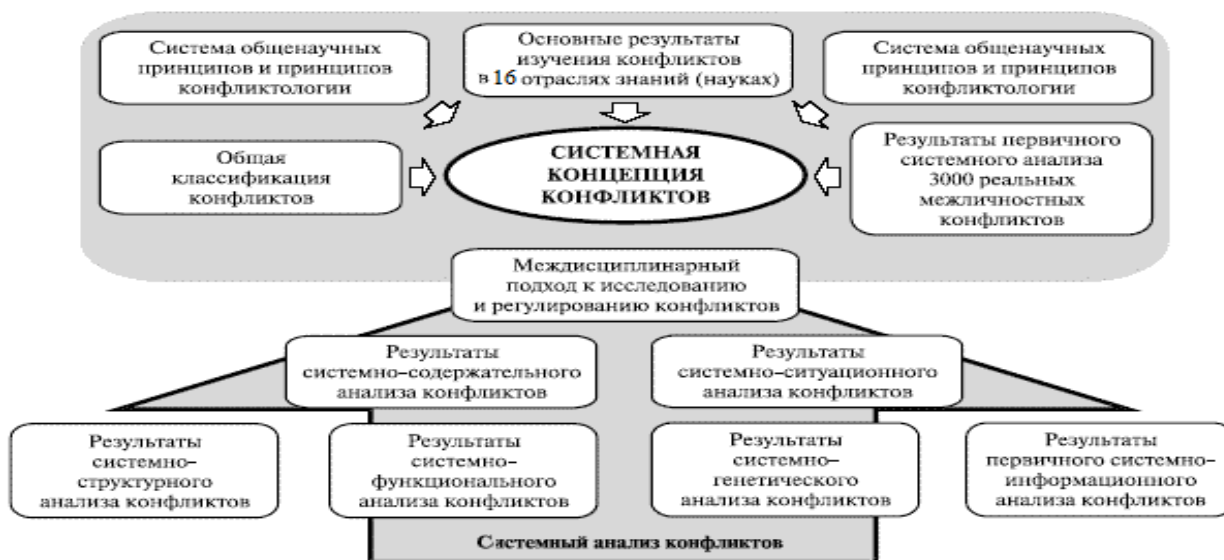 Система общенаучных
принципов и принципов
конфликтологии
Основные результаты
изучения конфликтов
в 16 отраслях знаний (науках)
Система общенаучных
принципов и принципов
конфликтологии
Общая
классификация
конфликтов
СИСТЕМНАЯ
КОНЦЕПЦИЯ
КОНФЛИКТОВ
Результаты первичного
системного анализа
3000 реальных
межличностных
конфликтов
Междисциплинарный
подход к исследованию
и регулированию конфликтов
Результаты
системно-содержательного
анализа конфликтов
Результаты
системно-ситуационного
анализа конфликтов
Результаты
системно-
структурного
анализа конфликтов
Результаты
системно-
функционального
анализа конфликтов
Результаты
системно-
генетического
анализа конфликтов
Результаты
первичного системно-
информационного
анализа конфликтов
Системный анализ конфликтов